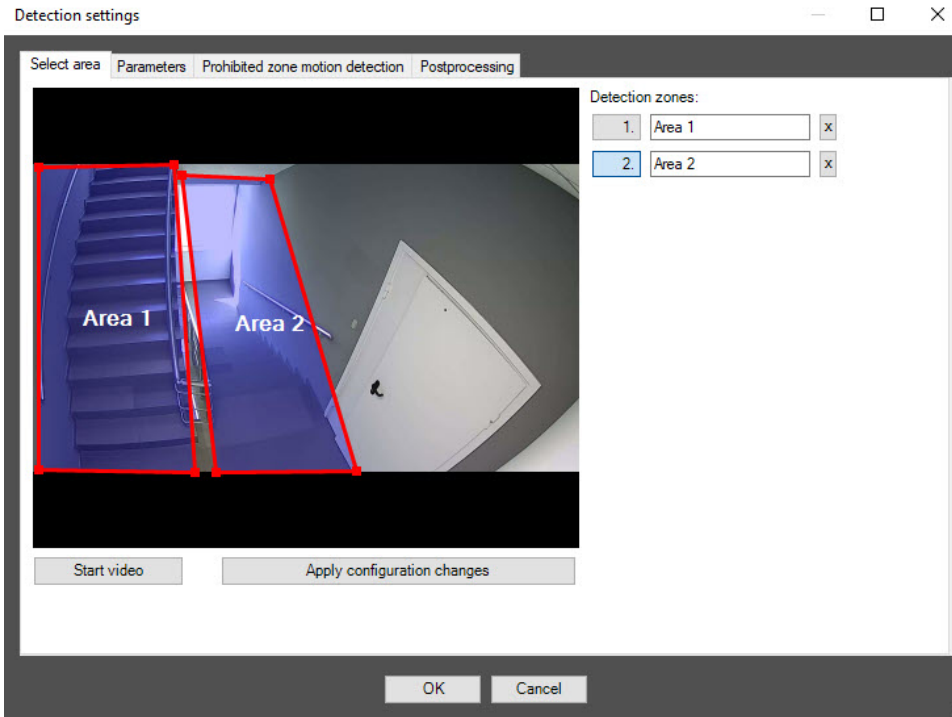 Detection settings
Select area Parameters Prohibited zone motion detection Postprocessing
Detection zones:
1. Area 1 x
2. Area 2 x
Area 1 Area 2
Start video Apply configuration changes
OK Cancel